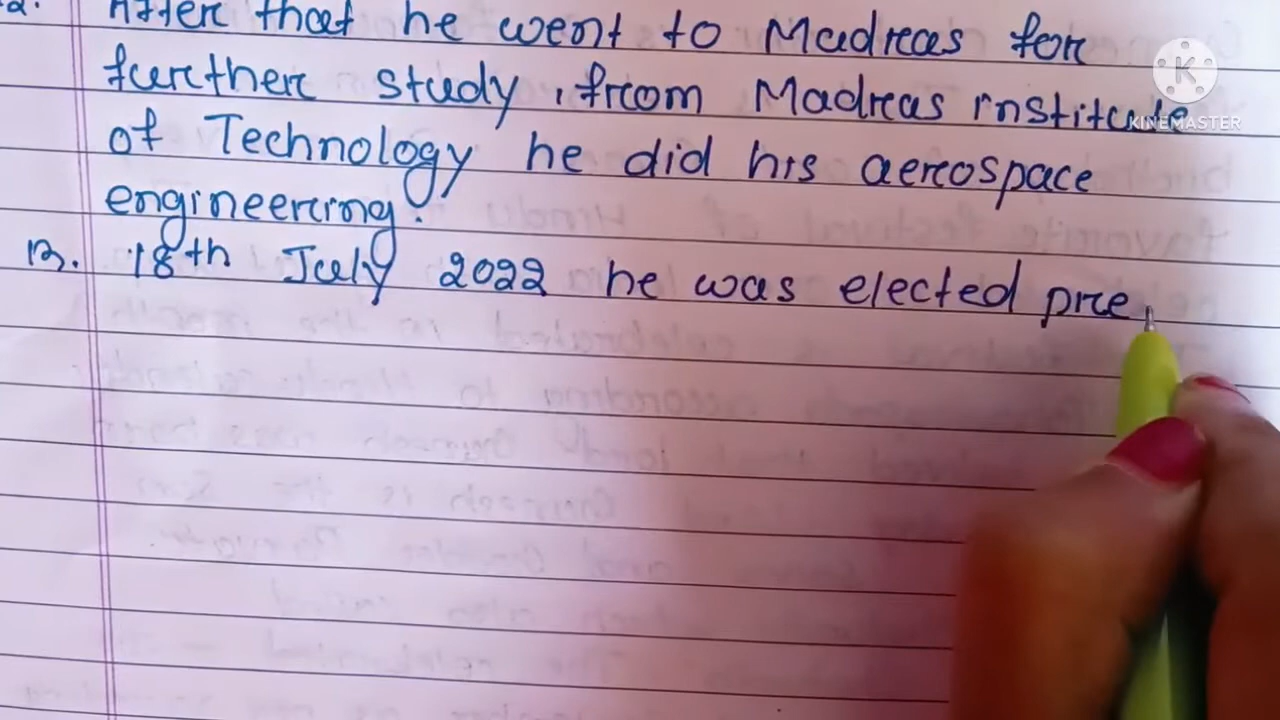 12. After that he went to Madras for
further study, from Madras institute
of Technology he did his aerospace
engineering.
13. 18th July 2022 he was elected pre
K
KINEMASTER